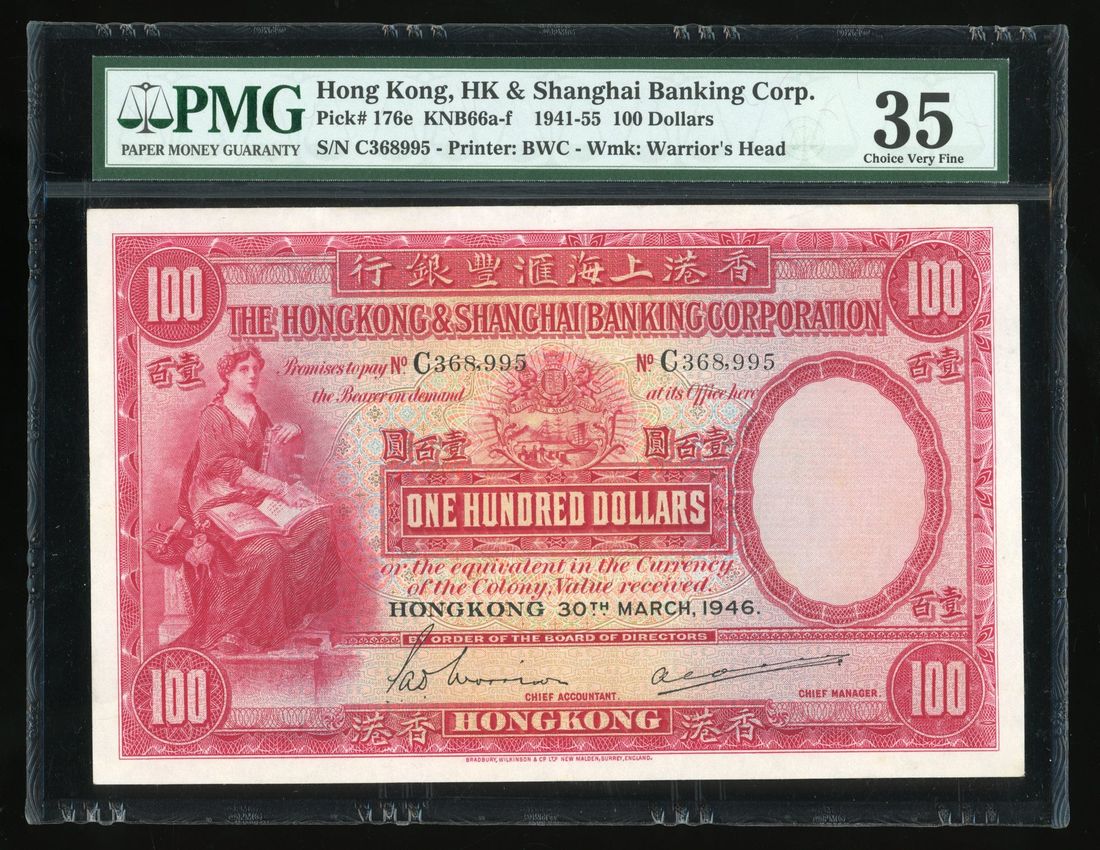 PMG
PAPER MONEY GUARANTY
Hong Kong, HK & Shanghai Banking Corp.
Pick# 176e KNB66a-f 1941-55 100 Dollars
S/N C368995 - Printer: BWC - Wmk: Warrior's Head
35
Choice Very Fine
行銀豐滙海上港香
100
100
THE HONGKONG & SHANGHAI BANKING CORPORATION
百壹
Promises to pay No C368,995
No C368,995
百壹
the Bearer on demand
at its Office here
圓百壹
圓百壹
ONE HUNDRED DOLLARS
or the equivalent in the Currency
of the Colony, Value received.
百壹
HONGKONG 30TH MARCH, 1946.
BY ORDER OF THE BOARD OF DIRECTORS
100
100
CHIEF ACCOUNTANT.
CHIEF MANAGER.
港香
HONGKONG
港香
BRADBURY, WILKINSON & CO LTD NEW MALDEN, SURREY, ENGLAND.